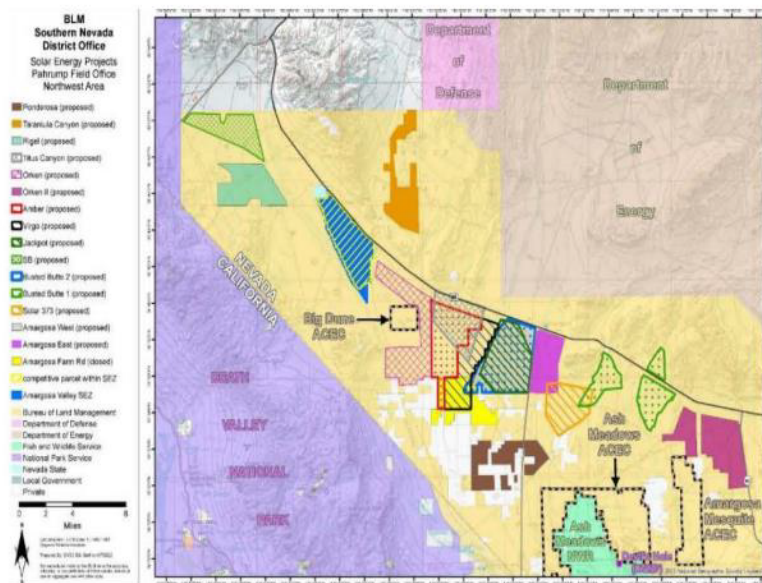 BLM
Southern Nevada
District Office
Solar Energy Projects
Pahrump Field Office
Northwest Area
Ponderosa (proposed)
Tarantula Canyon (proposed)
Rigel (proposed)
Titus Canyon (proposed)
Orken (proposed)
Orken II (proposed)
Amber (proposed)
Virgo (proposed)
Jackpot (proposed)
SB (proposed)
Busted Butte 2 (proposed)
Busted Butte 1 (proposed)
Solar 373 (proposed)
Amargosa West (proposed)
Amargosa East (proposed)
Amargosa Farm Rd (closed)
competitive parcel within SEZ
Amargosa Valley SEZ
Bureau of Land Management
Department of Defense
Department of Energy
Fish and Wildlife Service
National Park Service
Nevada State
Local Government
Private
Miles
Department
of
Defense
Department
of
Energy
NEVADA
CALIFORNIA
Big Dune
ACEC
DEATH
VALLEY
NATIONAL
PARK
Ash
Meadows
ACEC
Ash
Meadows
NWR
Amargosa
Mesquite
ACEC